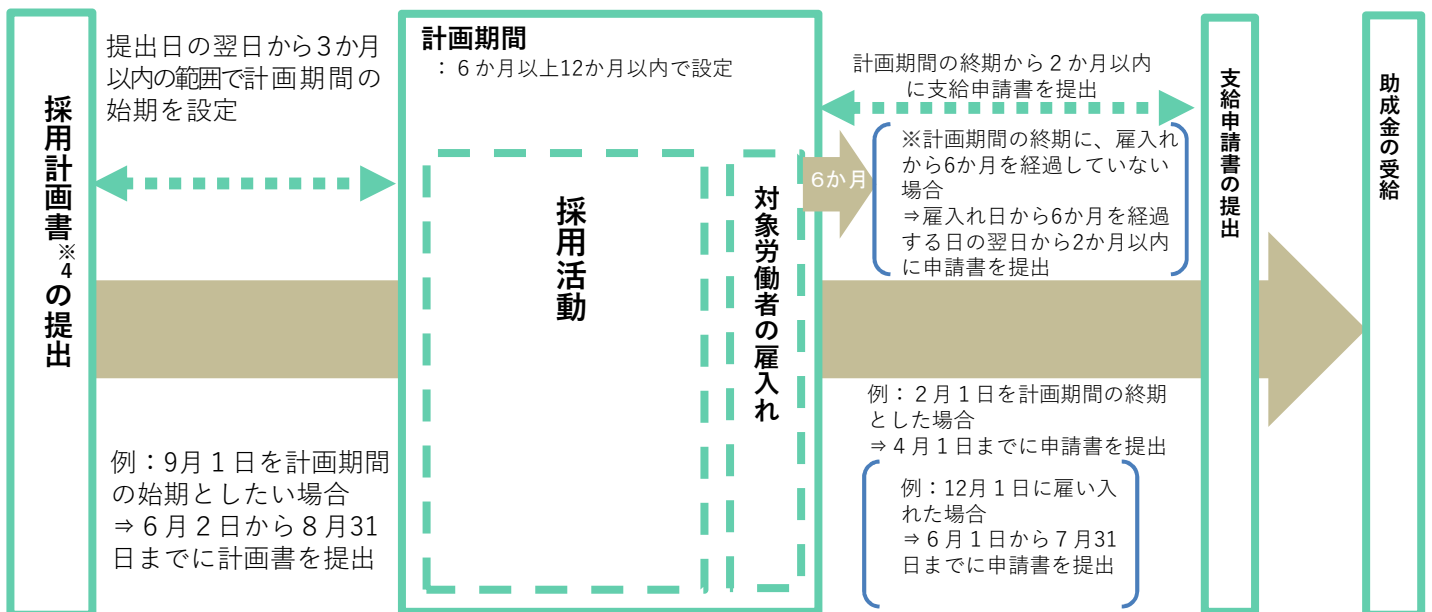 採用計画書※4の提出
提出日の翌日から3か月
以内の範囲で計画期間の
始期を設定
例：9月１日を計画期間
の始期としたい場合
⇒６月２日から８月31
日までに計画書を提出
計画期間
：６か月以上12か月以内で設定
採用活動
対象労働者の雇入れ
6か月
計画期間の終期から２か月以内
に支給申請書を提出
※計画期間の終期に、雇入れ
から6か月を経過していない
場合
⇒雇入れ日から6か月を経過
する日の翌日から2か月以内
に申請書を提出
例：２月１日を計画期間の終期
とした場合
⇒４月１日までに申請書を提出
例：12月１日に雇い入
れた場合
⇒６月１日から７月31
日までに申請書を提出
支給申請書の提出
助成金の受給